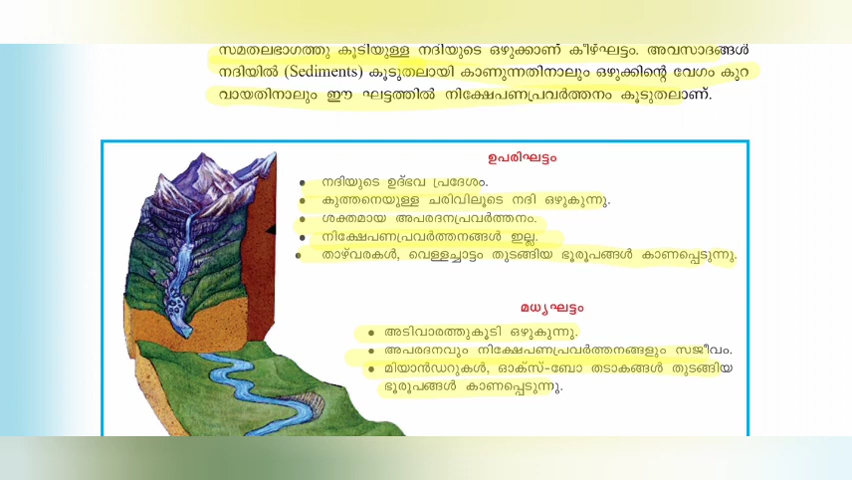 സമതലഭാഗത്തു കൂടിയുള്ള നദിയുടെ ഒഴുക്കാണ് കീഴ്ഘട്ടം. അവസാദങ്ങൾ
നദിയിൽ (Sediments) കൂടുതലായി കാണുന്നതിനാലും ഒഴുക്കിന്റെ വേഗം കുറ
വായതിനാലും ഈ ഘട്ടത്തിൽ നിക്ഷേപണപ്രവർത്തനം കൂടുതലാണ്.
ഉപരിഘട്ടം
• നദിയുടെ ഉദ്ഭവ പ്രദേശം.
• കുത്തനെയുള്ള ചരിവിലൂടെ നദി ഒഴുകുന്നു.
• ശക്തമായ അപരദനപ്രവർത്തനം.
• നിക്ഷേപണപ്രവർത്തനങ്ങൾ ഇല്ല.
• താഴ്‌വരകൾ, വെള്ളച്ചാട്ടം തുടങ്ങിയ ഭൂരൂപങ്ങൾ കാണപ്പെടുന്നു.
മധ്യഘട്ടം
• അടിവാരത്തുകൂടി ഒഴുകുന്നു.
• അപരദനവും നിക്ഷേപണപ്രവർത്തനങ്ങളും സജീവം.
• മിയാൻഡറുകൾ, ഓക്സ്-ബോ തടാകങ്ങൾ തുടങ്ങിയ
ഭൂരൂപങ്ങൾ കാണപ്പെടുന്നു.